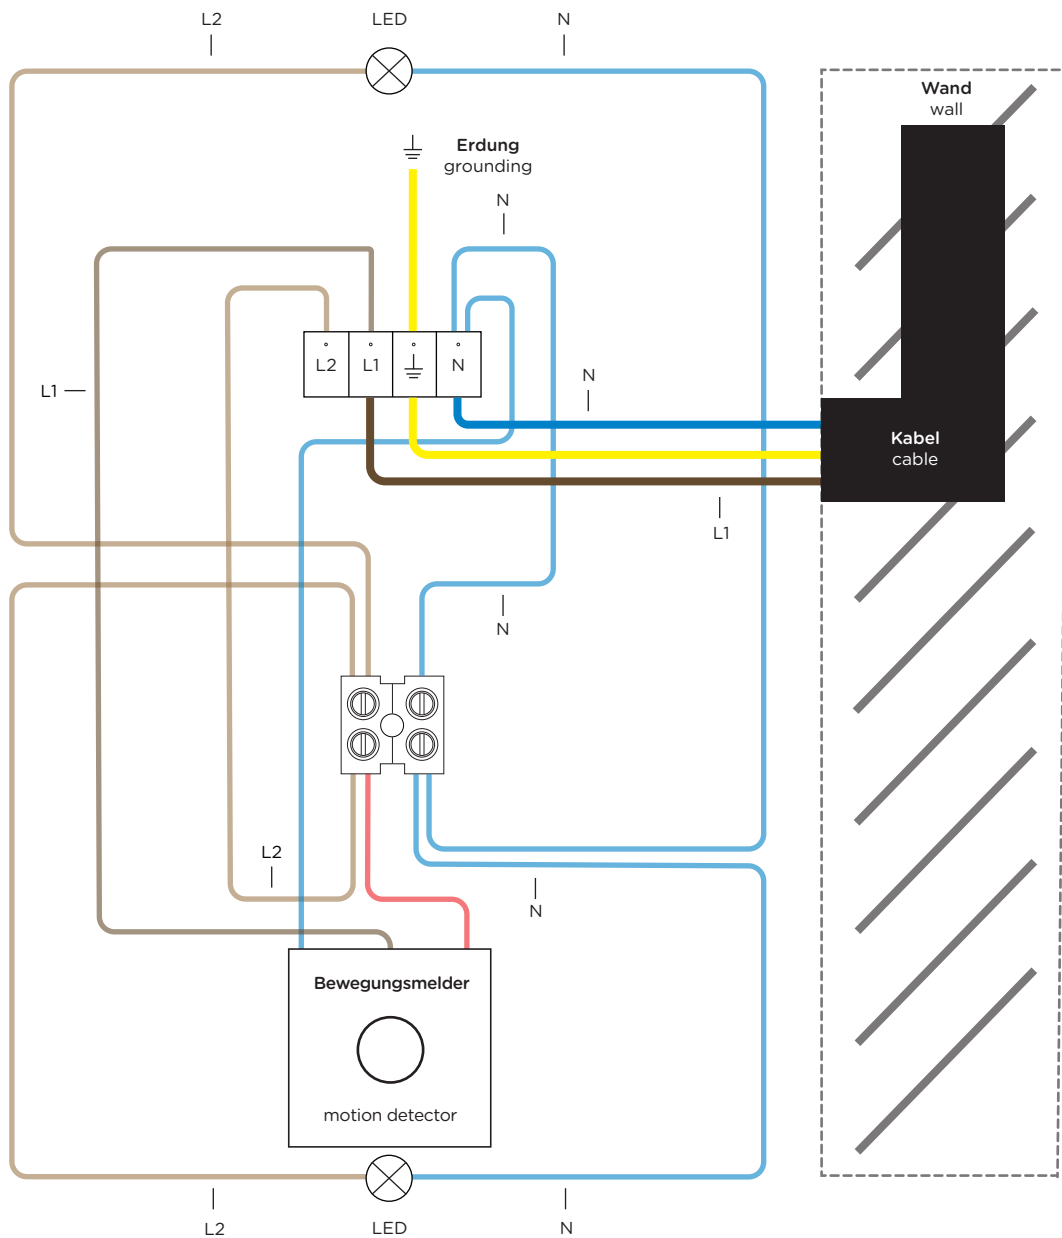 L2
LED
N
Wand
wall
Erdung
grounding
N
L2
L1
N
L1
N
Kabel
cable
L1
N
L2
N
Bewegungsmelder
motion detector
L2
LED
N